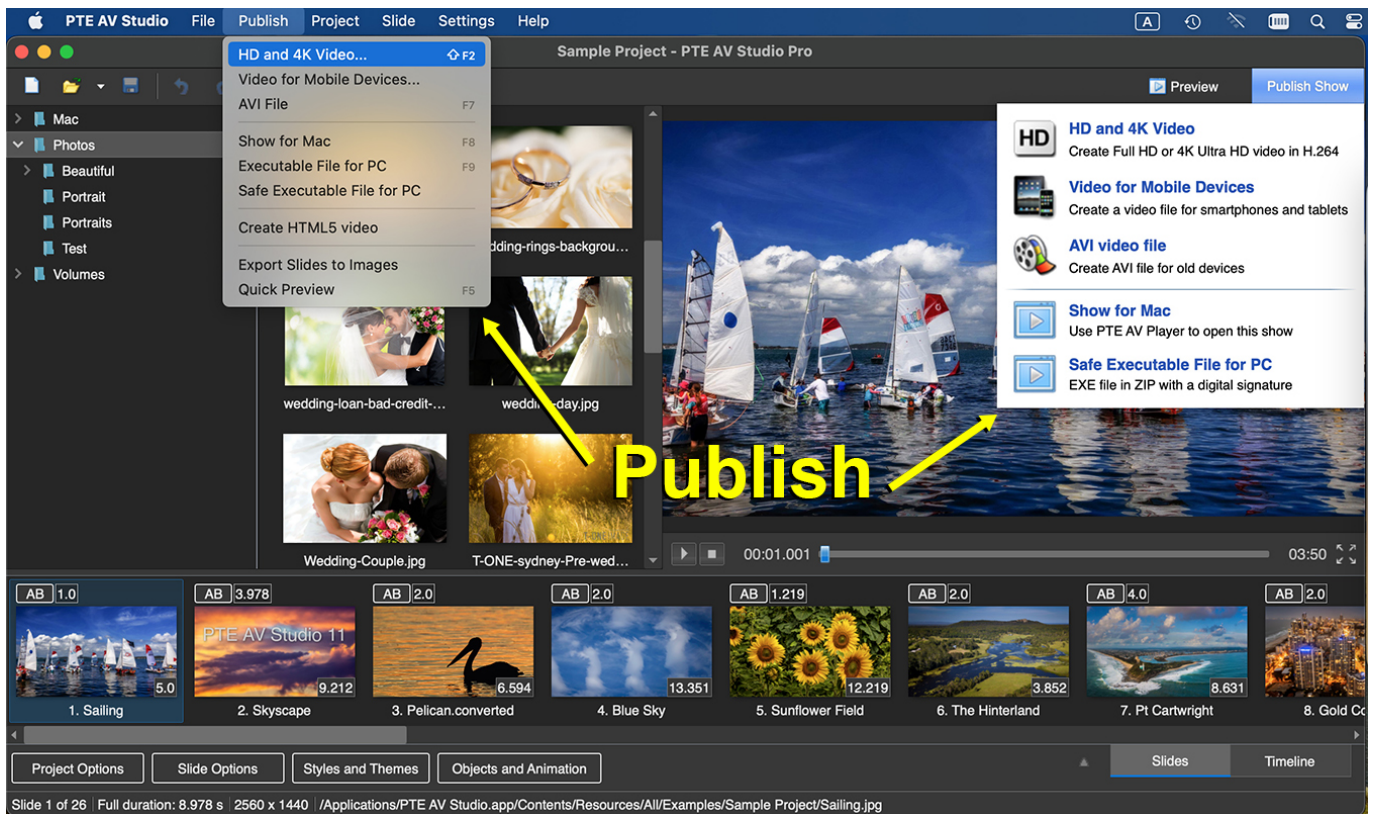 PTE AV Studio File Publish Project Slide Settings Help A
Sample Project - PTE AV Studio Pro
Preview Publish Show
HD and 4K Video... ⇧ F2
Video for Mobile Devices...
AVI File F7
Show for Mac F8
Executable File for PC F9
Safe Executable File for PC
Create HTML5 video
Export Slides to Images
Quick Preview F5
Mac
Photos
Beautiful
Portrait
Portraits
Test
Volumes
dding-rings-backgrou...
wedding-loan-bad-credit-...
wedding-day.jpg
Wedding-Couple.jpg
T-ONE-sydney-Pre-wed...
HD
HD and 4K Video
Create Full HD or 4K Ultra HD video in H.264
Video for Mobile Devices
Create a video file for smartphones and tablets
AVI video file
Create AVI file for old devices
Show for Mac
Use PTE AV Player to open this show
Safe Executable File for PC
EXE file in ZIP with a digital signature
Publish
00:01.001 03:50
AB 1.0 AB 3.978 AB 2.0 AB 2.0 AB 1.219 AB 2.0 AB 4.0 AB 2.0
PTE AV Studio 11
5.0 9.212 6.594 13.351 12.219 3.852 8.631
1. Sailing 2. Skyscape 3. Pelican.converted 4. Blue Sky 5. Sunflower Field 6. The Hinterland 7. Pt Cartwright 8. Gold Co
Project Options Slide Options Styles and Themes Objects and Animation Slides Timeline
Slide 1 of 26 Full duration: 8.978 s 2560 x 1440 /Applications/PTE AV Studio.app/Contents/Resources/All/Examples/Sample Project/Sailing.jpg